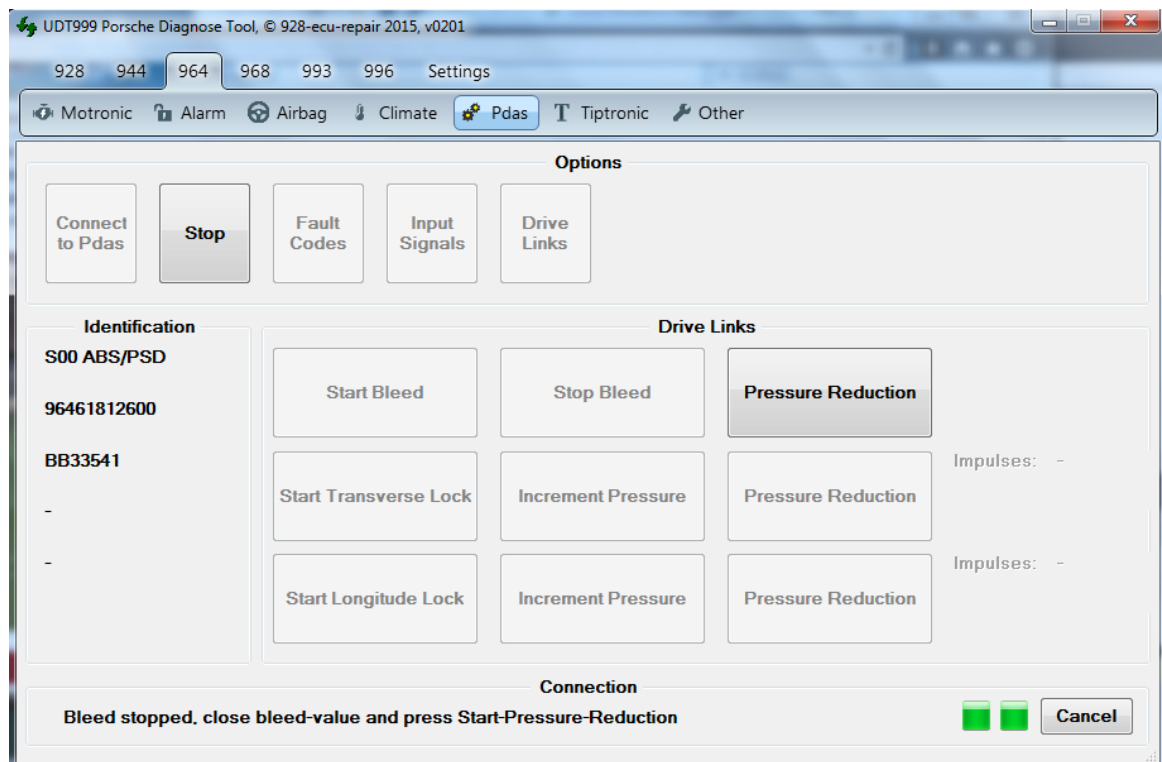 UDT999 Porsche Diagnose Tool, © 928-ecu-repair 2015, v0201
928 944 964 968 993 996 Settings
Motronic Alarm Airbag Climate Pdas T Tiptronic Other
Options
Connect
to Pdas
Stop
Fault
Codes
Input
Signals
Drive
Links
Identification
S00 ABS/PSD
96461812600
BB33541
-
-
Drive Links
Start Bleed Stop Bleed Pressure Reduction
Start Transverse Lock Increment Pressure Pressure Reduction Impulses: -
Start Longitude Lock Increment Pressure Pressure Reduction Impulses: -
Connection
Bleed stopped, close bleed-value and press Start-Pressure-Reduction
Cancel